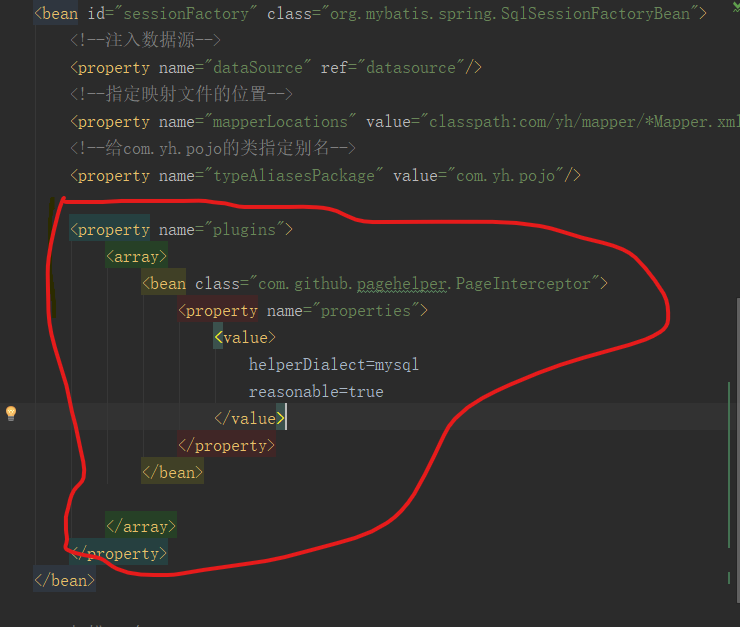 <bean id="sessionFactory" class="org.mybatis.spring.SqlSessionFactoryBean">
<!--注入数据源-->
<property name="dataSource" ref="datasource"/>
<!--指定映射文件的位置-->
<property name="mapperLocations" value="classpath:com/yh/mapper/*Mapper.xml
<!--给com.yh.pojo的类指定别名-->
<property name="typeAliasesPackage" value="com.yh.pojo"/>
<property name="plugins">
<array>
<bean class="com.github.pagehelper.PageInterceptor">
<property name="properties">
<value>
helperDialect=mysql
reasonable=true
</value>
</property>
</bean>
</array>
</property>
</bean>